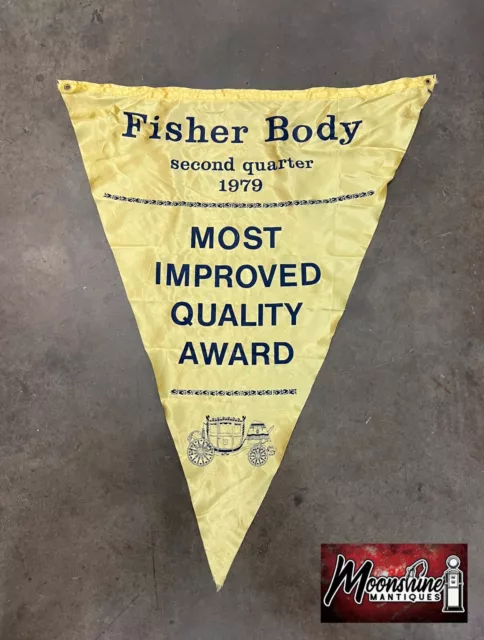 Fisher Body
second quarter
1979
MOST
IMPROVED
QUALITY
AWARD
Moonshine
MANTIQUES